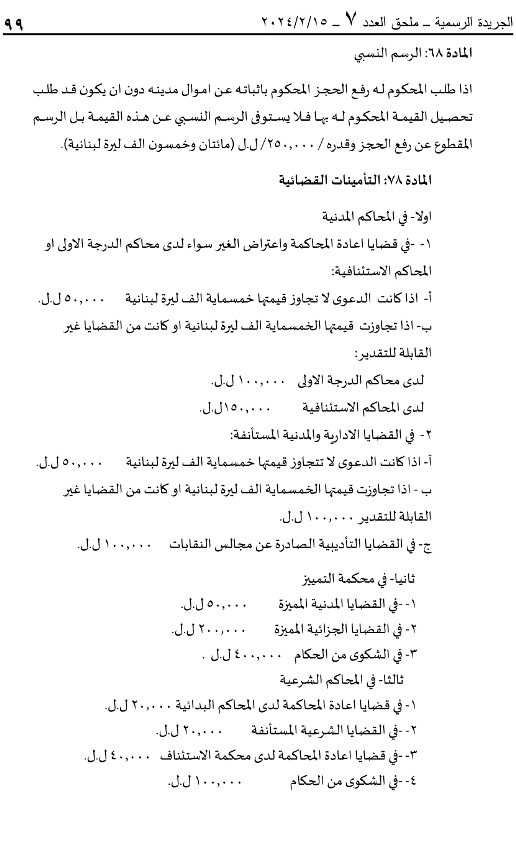 الجريدة الرسمية ــ ملحق العدد ٧ ــ ٢٠٢٤/٢/١٥
٩٩
المادة ٦٨: الرسم النسبي
اذا طلب المحكوم له رفع الحجز المحكوم باثباته عن اموال مدينه دون ان يكون قد طلب
تحصيل القيمة المحكوم له بها فلا يستوفى الرسم النسبي عن هذه القيمة بل الرسم
المقطوع عن رفع الحجز وقدره /٢٥٠,٠٠٠/ ل.ل (مائتان وخمسون الف ليرة لبنانية).
المادة ٧٨: التأمينات القضائية
اولا- في المحاكم المدنية
١- -في قضايا اعادة المحاكمة واعتراض الغير سواء لدى محاكم الدرجة الاولى او
المحاكم الاستئنافية:
أ- اذا كانت الدعوى لا تجاوز قيمتها خمسماية الف ليرة لبنانية ٥٠,٠٠٠ ل.ل.
ب- اذا تجاوزت قيمتها الخمسماية الف ليرة لبنانية او كانت من القضايا غير
القابلة للتقدير:
لدى محاكم الدرجة الاولى ١٠٠,٠٠٠ ل.ل.
لدى المحاكم الاستئنافية ١٥٠,٠٠٠ل.ل.
٢- في القضايا الادارية والمدنية المستأنفة:
أ- اذا كانت الدعوى لا تتجاوز قيمتها خمسماية الف ليرة لبنانية ٥٠,٠٠٠ ل.ل.
ب - اذا تجاوزت قيمتها الخمسماية الف ليرة لبنانية او كانت من القضايا غير
القابلة للتقدير ١٠٠,٠٠٠ ل.ل.
ج- في القضايا التأديبية الصادرة عن مجالس النقابات ١٠٠,٠٠٠ ل.ل.
ثانيا- في محكمة التمييز
١- -في القضايا المدنية المميزة ٥٠,٠٠٠ ل.ل.
٢- في القضايا الجزائية المميزة ٢٠٠,٠٠٠ ل.ل.
٣- في الشكوى من الحكام ٤٠٠,٠٠٠ ل.ل .
ثالثا- في المحاكم الشرعية
١- في قضايا اعادة المحاكمة لدى المحاكم البدائية ٢٠,٠٠٠ ل.ل.
٢- -في القضايا الشرعية المستأنفة ٢٠,٠٠٠ ل.ل.
٣- -في قضايا اعادة المحاكمة لدى محكمة الاستئناف ٤٠,٠٠٠ ل.ل.
٤- -في الشكوى من الحكام ١٠٠,٠٠٠ ل.ل.